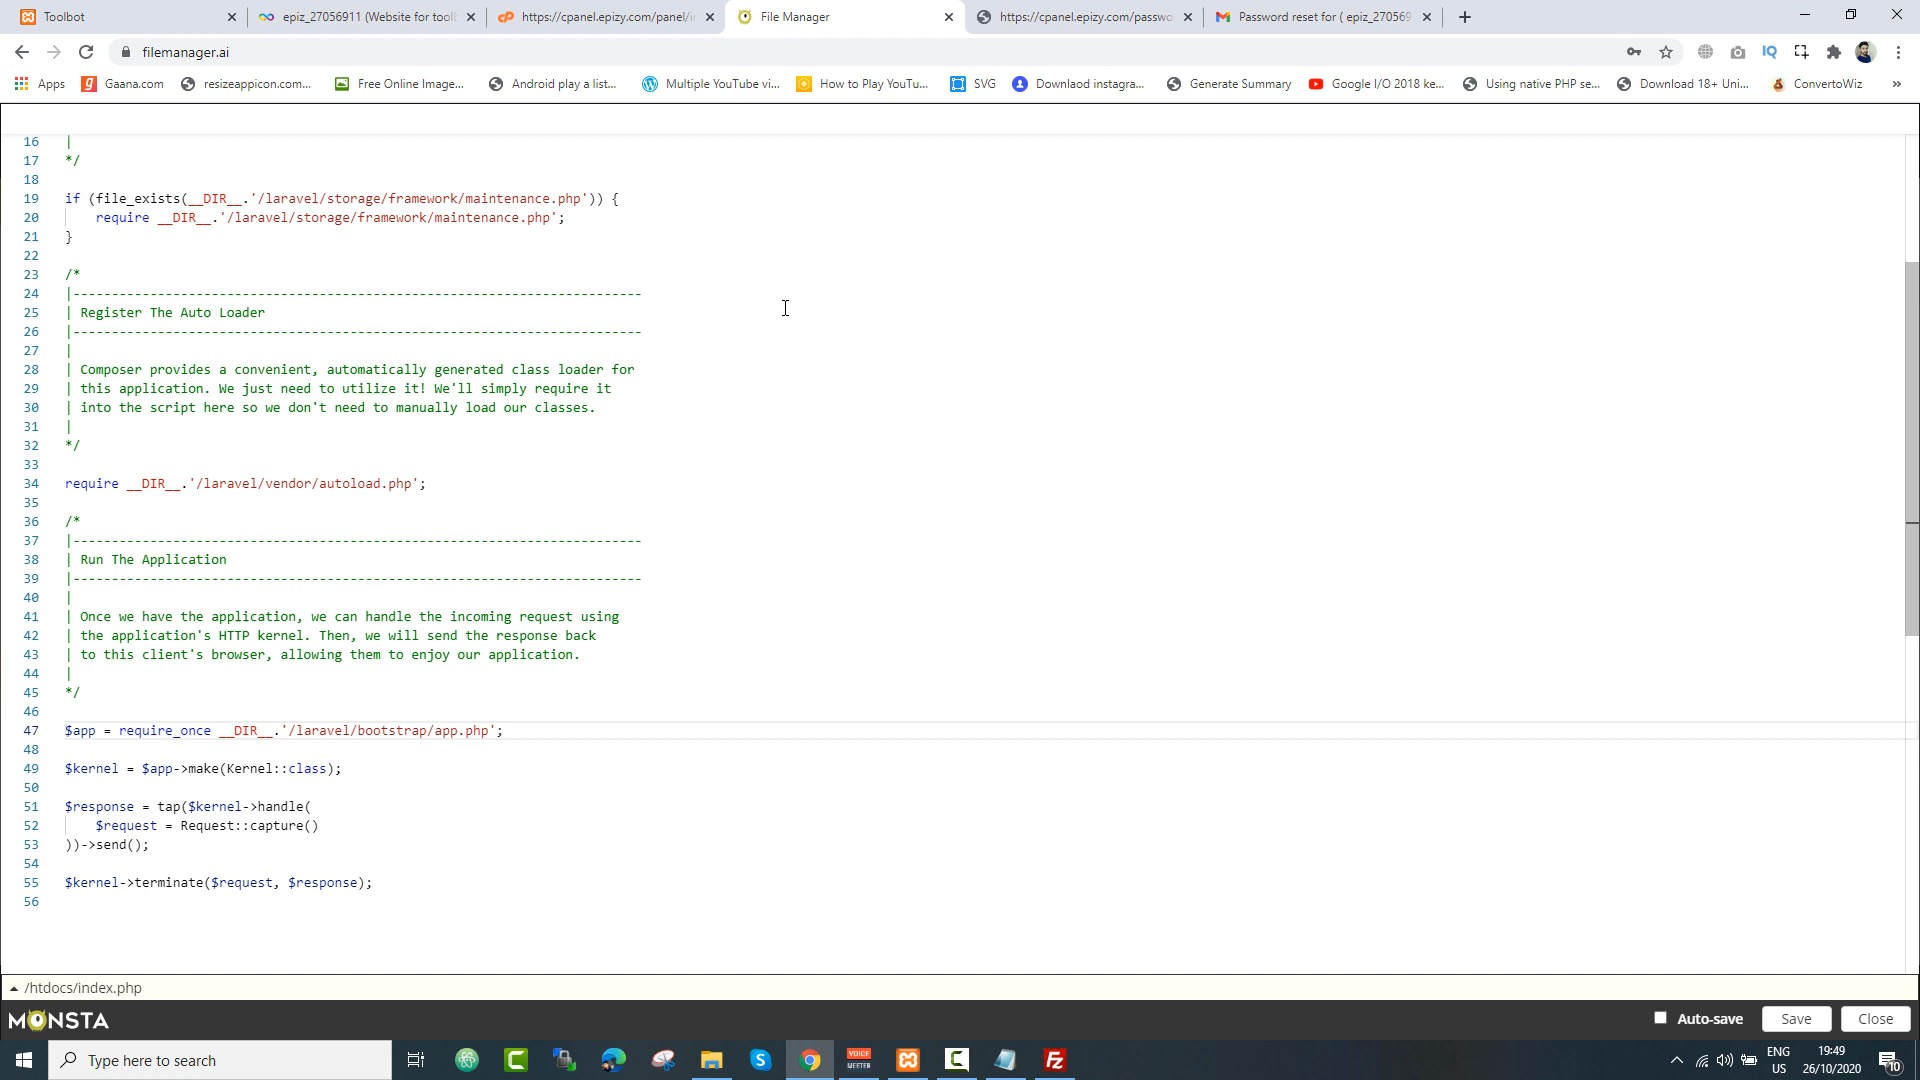 Toolbot
epiz_27056911 (Website for toolb
https://cpanel.epizy.com/panel/i
File Manager
https://cpanel.epizy.com/passwo
Password reset for ( epiz_270569
filemanager.ai
Apps
Gaana.com
resizeappicon.com...
Free Online Image...
Android play a list...
Multiple YouTube vi...
How to Play YouTu...
SVG
Downlaod instagra...
Generate Summary
Google I/O 2018 ke...
Using native PHP se...
Download 18+ Uni...
ConvertoWiz
16 |
17 */
18
19 if (file_exists(__DIR__.'/laravel/storage/framework/maintenance.php')) {
20 require __DIR__.'/laravel/storage/framework/maintenance.php';
21 }
22
23 /*
24 |--------------------------------------------------------------------------
25 | Register The Auto Loader
26 |--------------------------------------------------------------------------
27 |
28 | Composer provides a convenient, automatically generated class loader for
29 | this application. We just need to utilize it! We'll simply require it
30 | into the script here so we don't need to manually load our classes.
31 |
32 */
33
34 require __DIR__.'/laravel/vendor/autoload.php';
35
36 /*
37 |--------------------------------------------------------------------------
38 | Run The Application
39 |--------------------------------------------------------------------------
40 |
41 | Once we have the application, we can handle the incoming request using
42 | the application's HTTP kernel. Then, we will send the response back
43 | to this client's browser, allowing them to enjoy our application.
44 |
45 */
46
47 $app = require_once __DIR__.'/laravel/bootstrap/app.php';
48
49 $kernel = $app->make(Kernel::class);
50
51 $response = tap($kernel->handle(
52 $request = Request::capture()
53 ))->send();
54
55 $kernel->terminate($request, $response);
56
/htdocs/index.php
MONSTA
Auto-save
Save
Close
Type here to search
VOICE
MEETER
ENG
US
19:49
26/10/2020
10